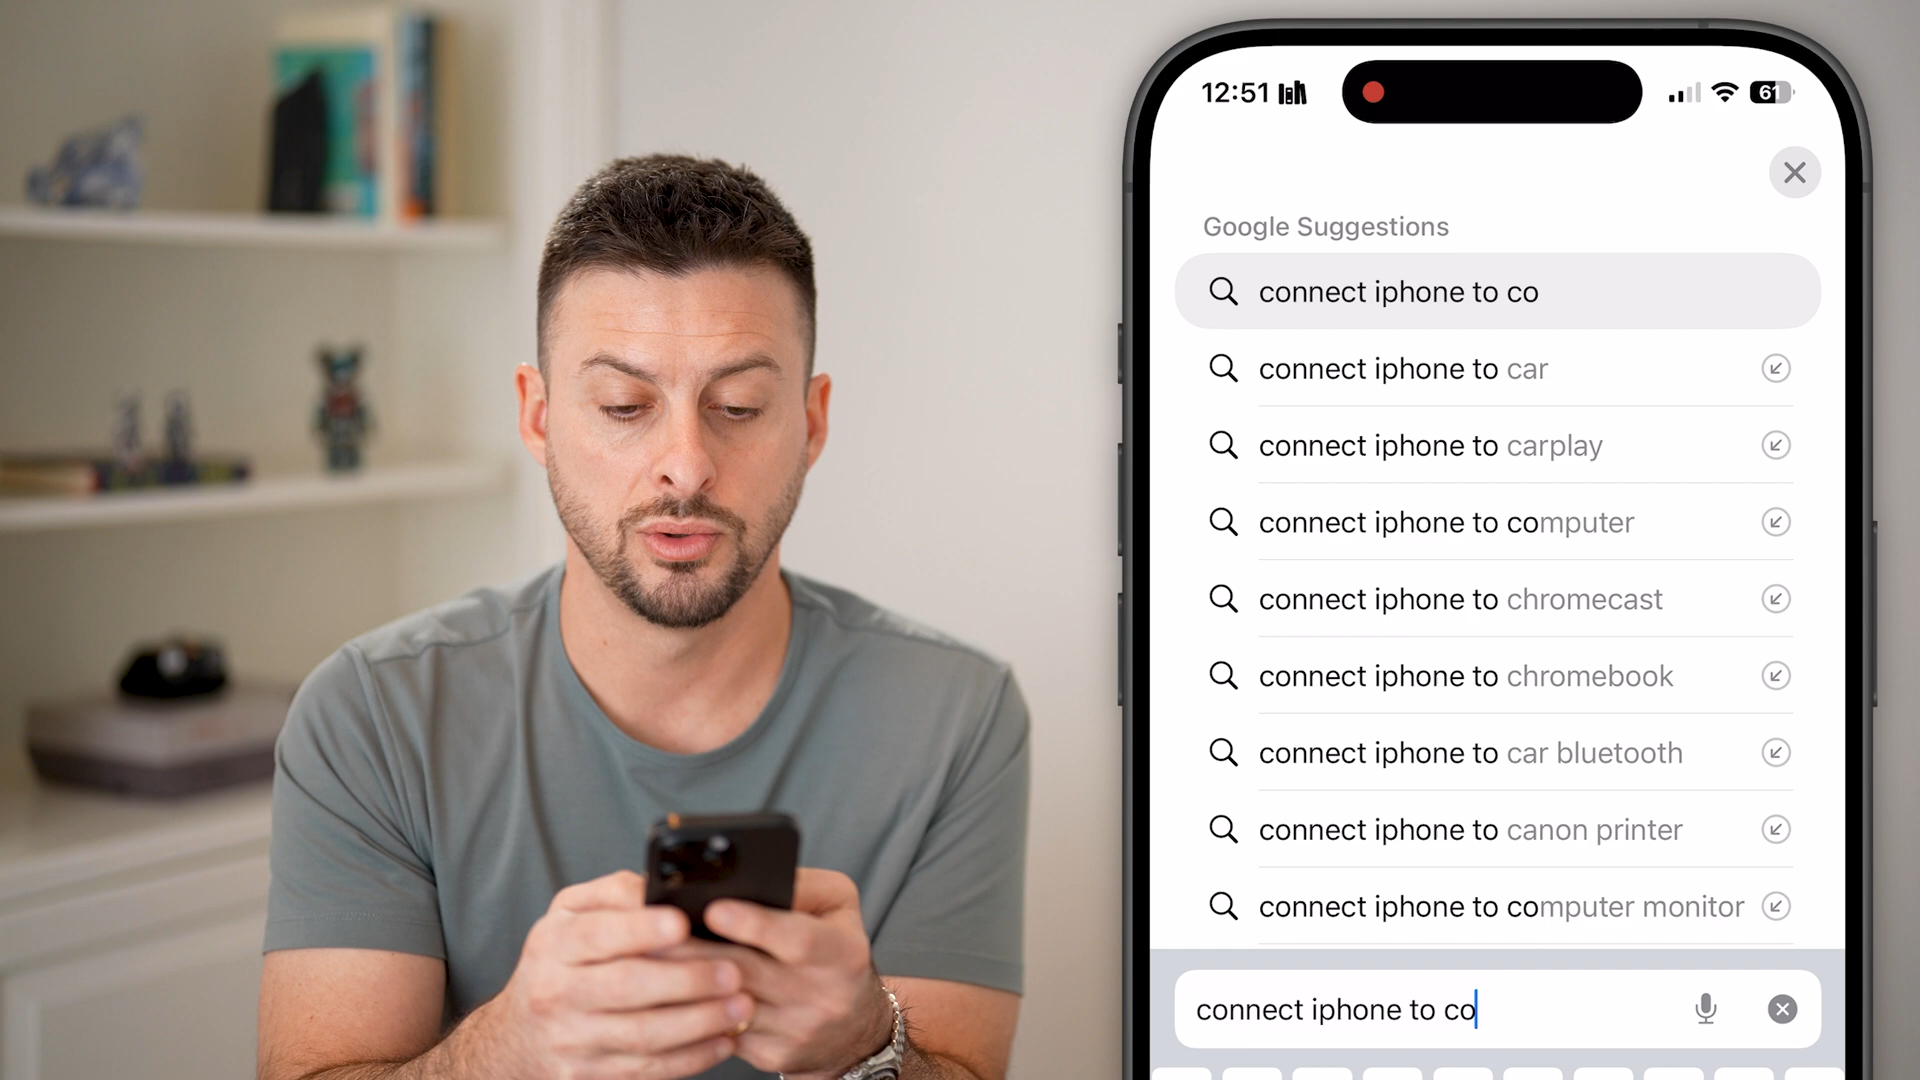 12:51
61
Google Suggestions
connect iphone to co
connect iphone to car
connect iphone to carplay
connect iphone to computer
connect iphone to chromecast
connect iphone to chromebook
connect iphone to car bluetooth
connect iphone to canon printer
connect iphone to computer monitor
connect iphone to co